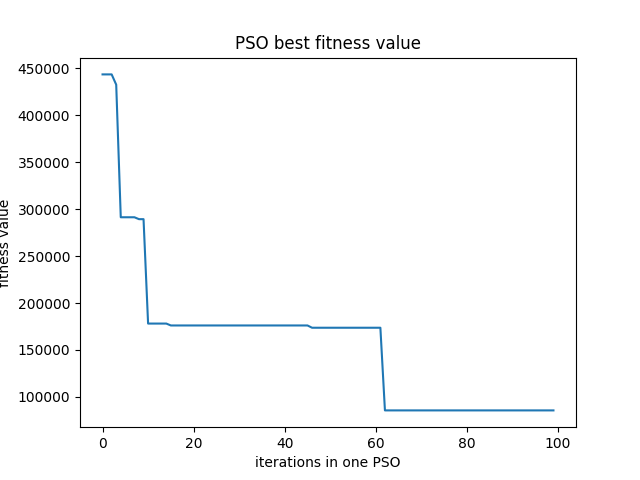 PSO best fitness value
450000
400000
350000
300000
250000
200000
150000
100000
fitness value
0 20 40 60 80 100
iterations in one PSO